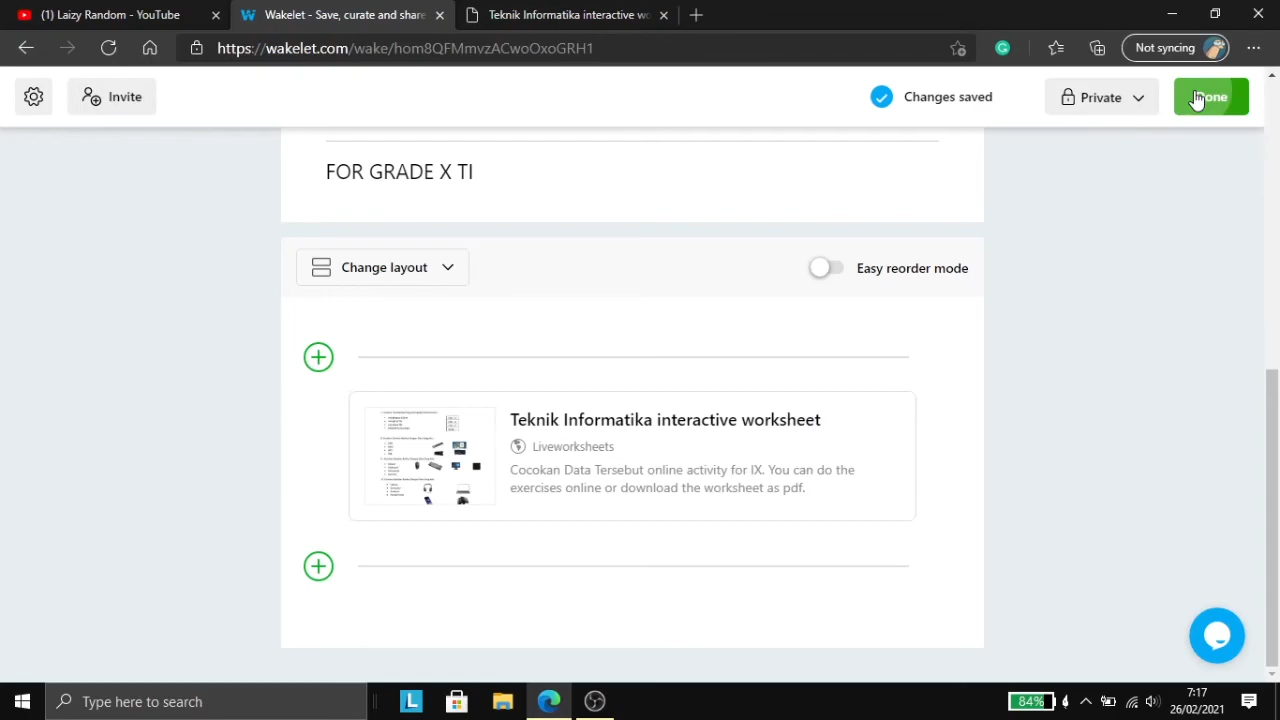 (1) Laizy Random - YouTube
Wakelet - Save, curate and share
Teknik Informatika interactive wo
https://wakelet.com/wake/hom8QFMmvzACwoOxoGRH1
Not syncing
Invite
Changes saved
Private
one
FOR GRADE X TI
Change layout
Easy reorder mode
Teknik Informatika interactive worksheet
Liveworksheets
Cocokan Data Tersebut online activity for IX. You can do the
exercises online or download the worksheet as pdf.
Type here to search
L
84%
7:17
26/02/2021